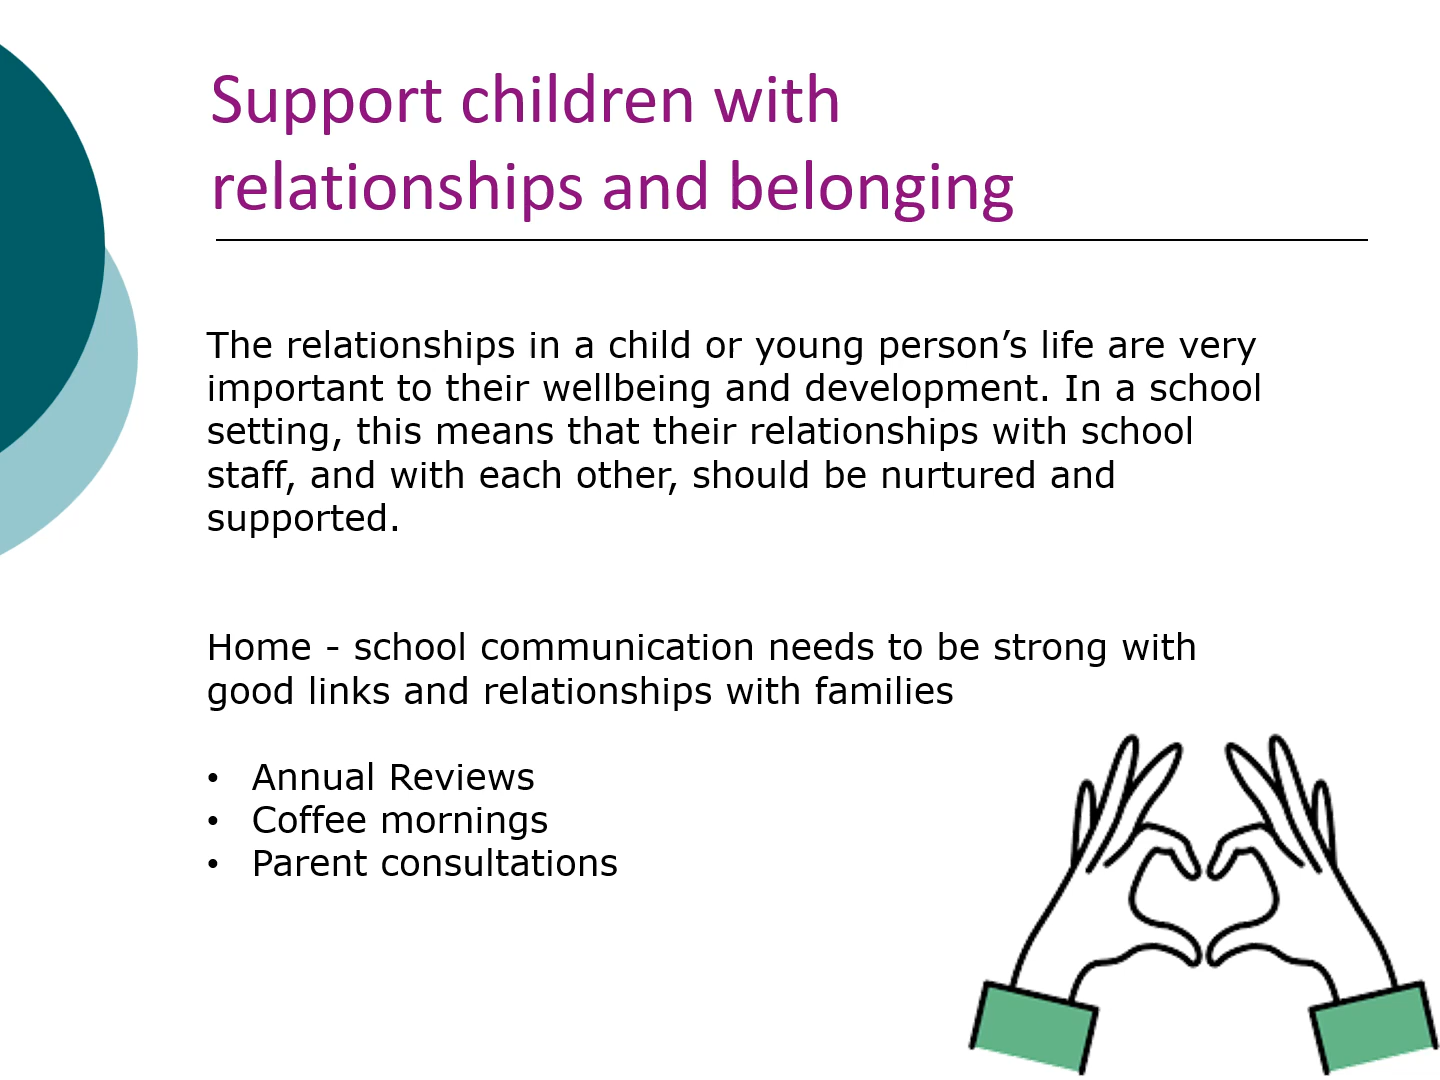 Support children with
relationships and belonging
The relationships in a child or young person’s life are very
important to their wellbeing and development. In a school
setting, this means that their relationships with school
staff, and with each other, should be nurtured and
supported.
Home - school communication needs to be strong with
good links and relationships with families
• Annual Reviews
• Coffee mornings
• Parent consultations